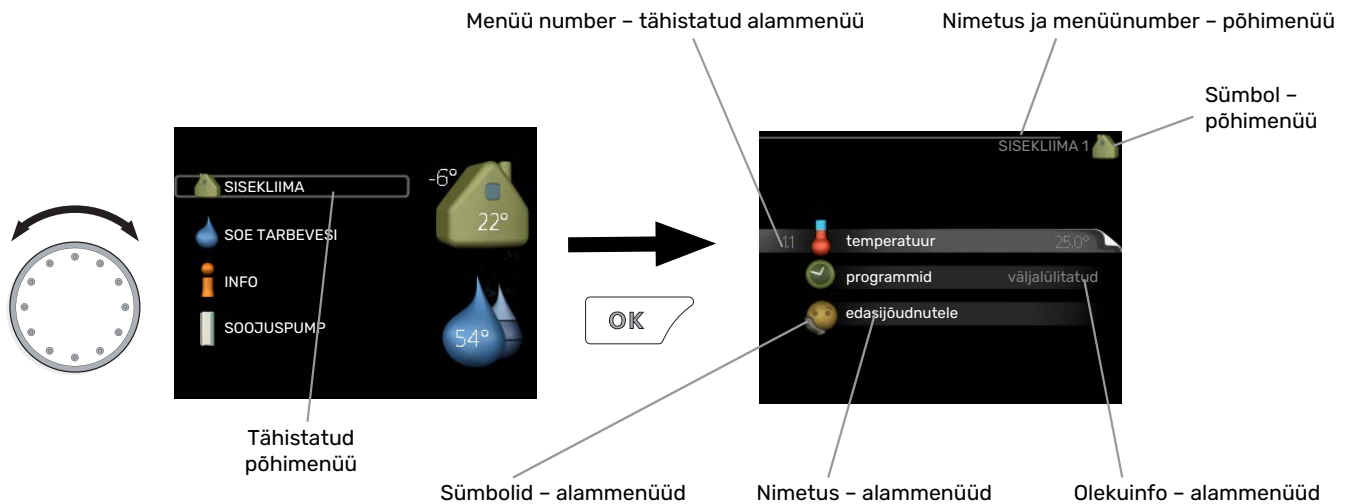 Menüü number – tähistatud alammenüü
Nimetus ja menüünumber – põhimenüü
Sümbol –
põhimenüü
SISEKLIIMA
SOE TARBEVESI
INFO
SOOJUSPUMP
-6°
22°
54°
OK
SISEKLIIMA 1
1.1
temperatuur
25.0°
programmid
väljalülitatud
edasijõudnutele
Tähistatud
põhimenüü
Sümbolid – alammenüüd
Nimetus – alammenüüd
Olekuinfo – alammenüüd